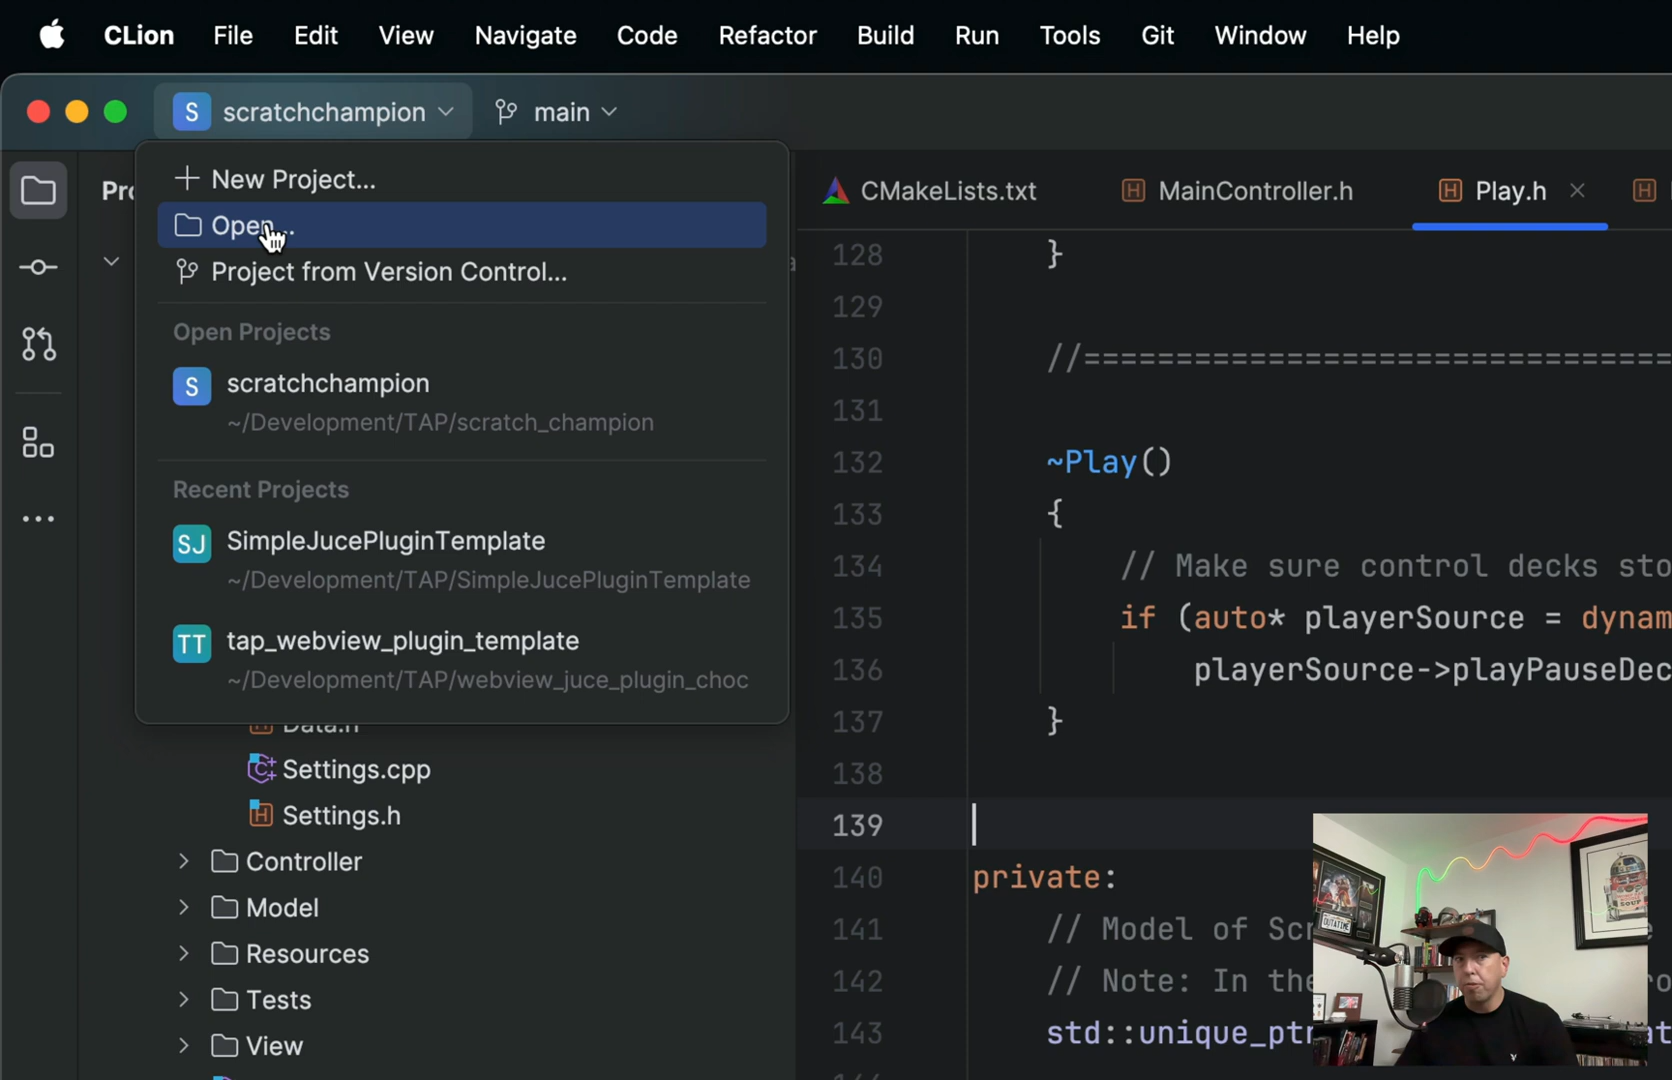 CLion File Edit View Navigate Code Refactor Build Run Tools Git Window Help
S scratchchampion main
New Project...
Open...
Project from Version Control...
Open Projects
S scratchchampion
~/Development/TAP/scratch_champion
Recent Projects
SJ SimpleJucePluginTemplate
~/Development/TAP/SimpleJucePluginTemplate
TT tap_webview_plugin_template
~/Development/TAP/webview_juce_plugin_choc
Data.h
Settings.cpp
Settings.h
Controller
Model
Resources
Tests
View
CMakeLists.txt MainController.h Play.h
128 }
129
130 //================================
131
132 ~Play()
133 {
134 // Make sure control decks sto
135 if (auto* playerSource = dynam
136 playerSource->playPauseDec
137 }
138
139
140 private:
141 // Model of Scr
142 // Note: In the
143 std::unique_ptr
OUTATIME
SOUP